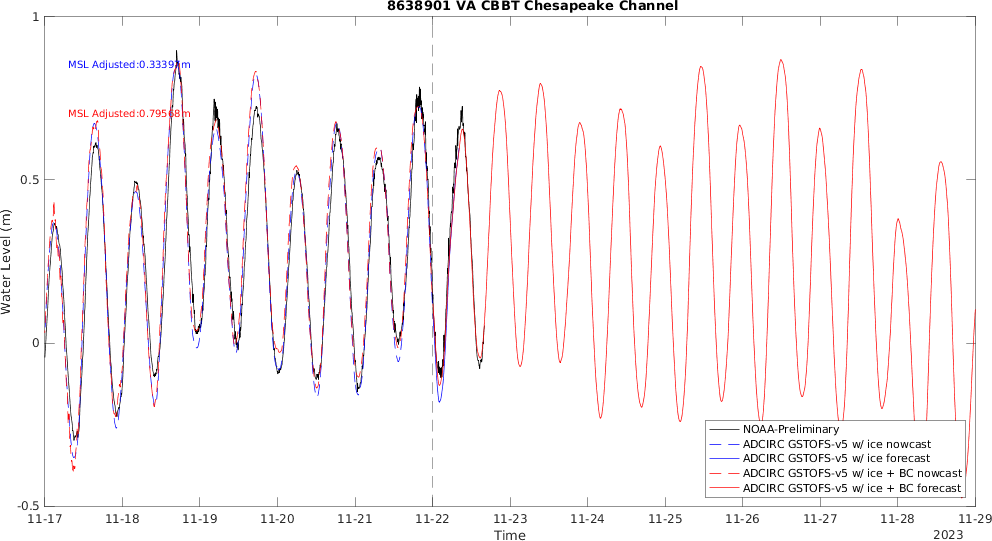 8638901 VA CBBT Chesapeake Channel
1
MSL Adjusted:0.33397m
MSL Adjusted:0.79568m
0.5
Water Level (m)
0
NOAA-Preliminary
ADCIRC GSTOFS-v5 w/ ice nowcast
ADCIRC GSTOFS-v5 w/ ice forecast
ADCIRC GSTOFS-v5 w/ ice + BC nowcast
ADCIRC GSTOFS-v5 w/ ice + BC forecast
-0.5
11-17 11-18 11-19 11-20 11-21 11-22 11-23 11-24 11-25 11-26 11-27 11-28 11-29
Time
2023